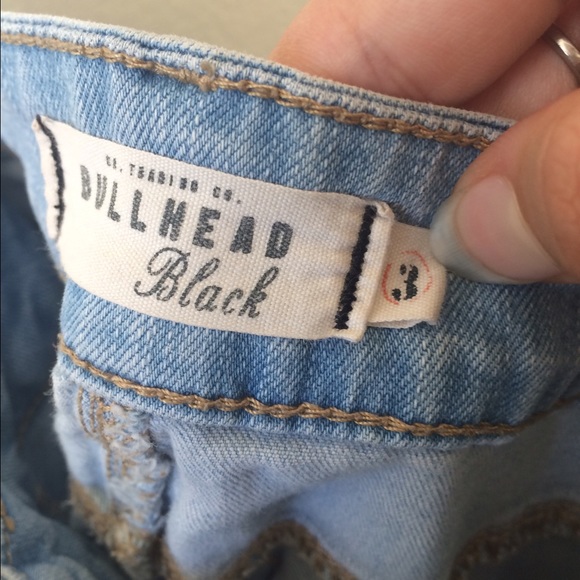 CO. TRADING CO.
BULLHEAD
Black
3